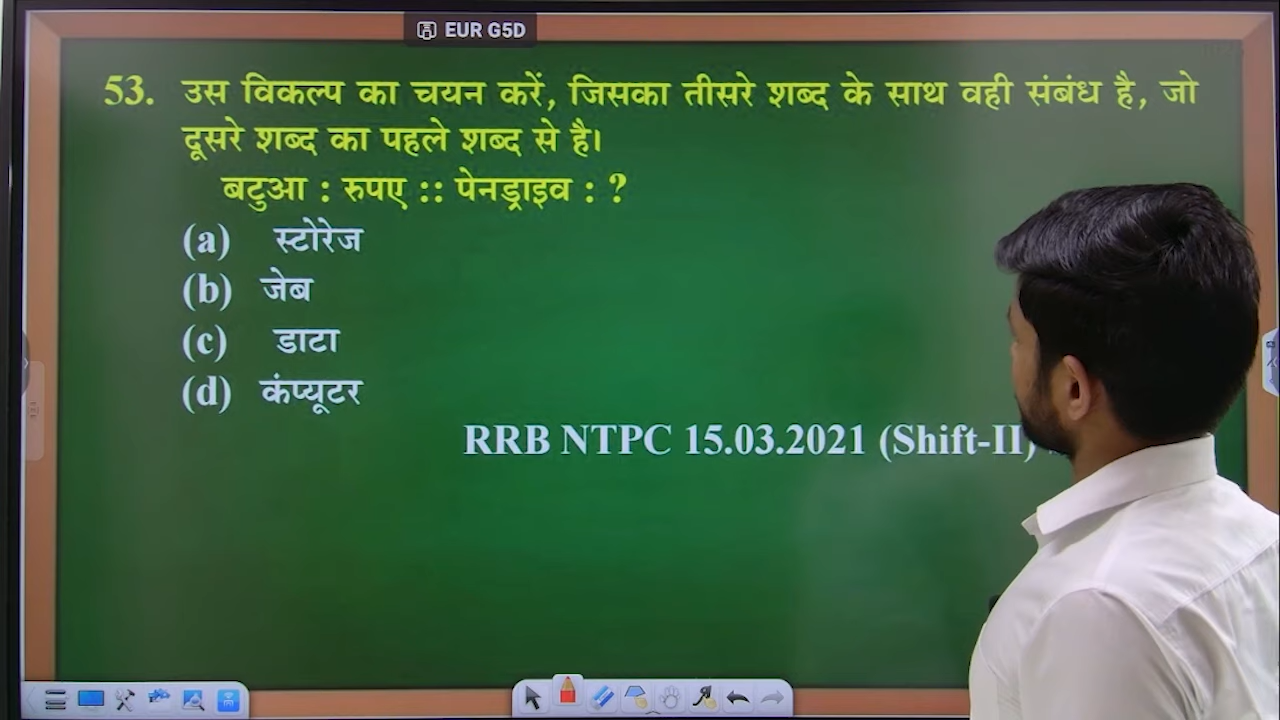 EUR G5D
53. उस विकल्प का चयन करें, जिसका तीसरे शब्द के साथ वही संबंध है, जो
दूसरे शब्द का पहले शब्द से है।
बटुआ : रुपए :: पेनड्राइव : ?
(a) स्टोरेज
(b) जेब
(c) डाटा
(d) कंप्यूटर
RRB NTPC 15.03.2021 (Shift-II)